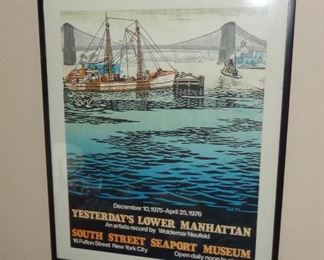 December 10, 1975-April 25, 1976
YESTERDAY'S LOWER MANHATTAN
An artists record by Woldemar Neufeld
SOUTH STREET SEAPORT MUSEUM
16 Fulton Street New York City
Open daily noon to